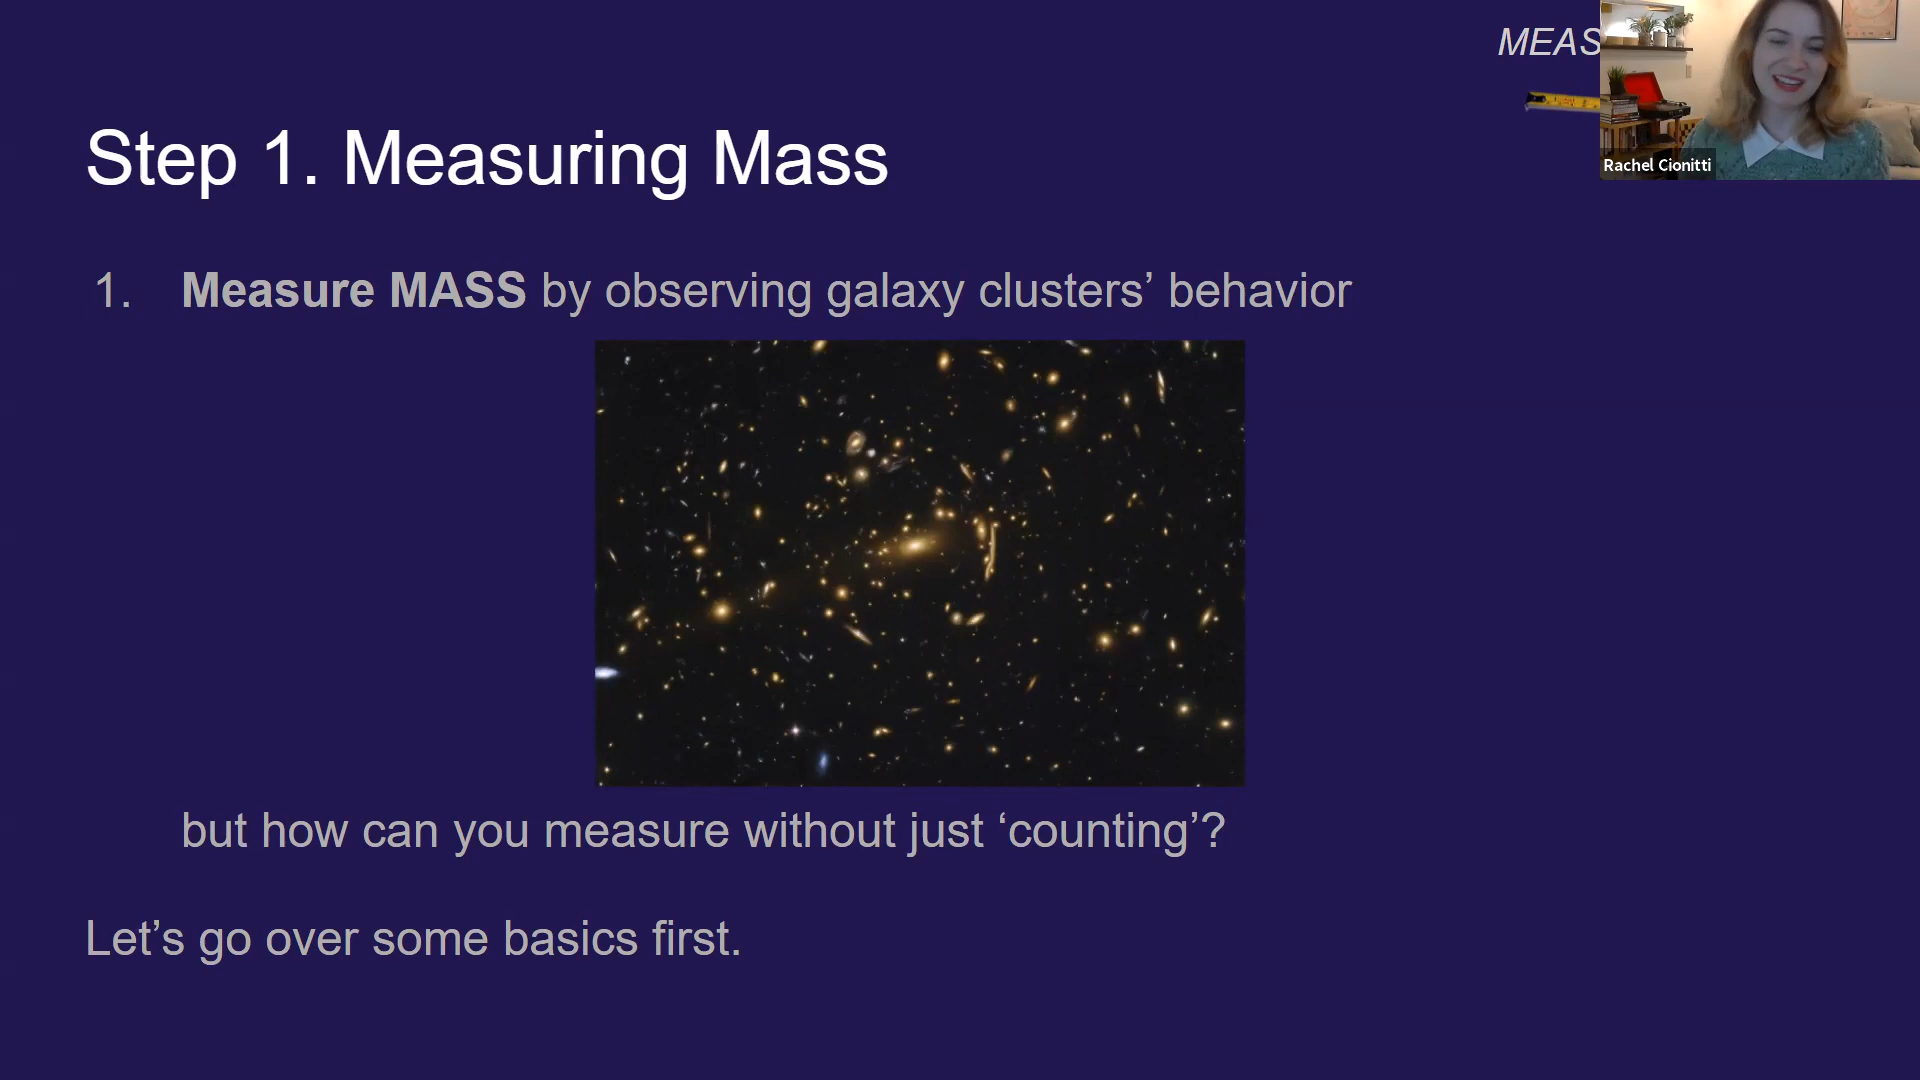 MEAS
Rachel Cionitti
Step 1. Measuring Mass
1. Measure MASS by observing galaxy clusters’ behavior
but how can you measure without just ‘counting’?
Let’s go over some basics first.